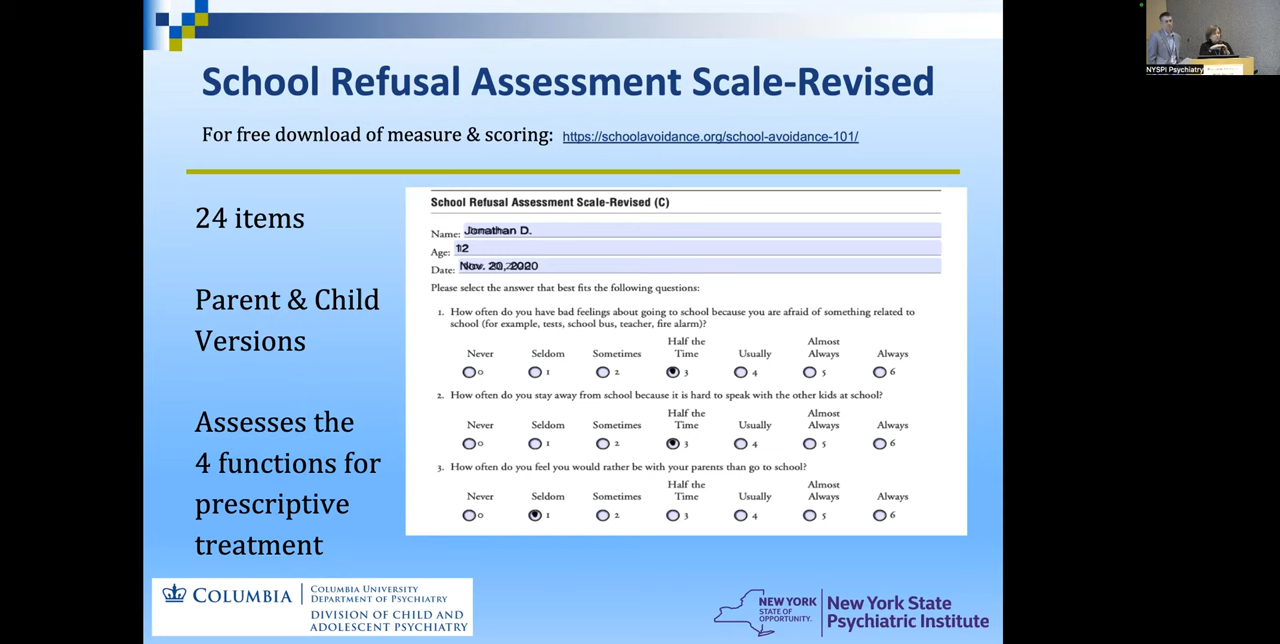 School Refusal Assessment Scale-Revised
For free download of measure & scoring: https://schoolavoidance.org/school-avoidance-101/
24 items
Parent & Child
Versions
Assesses the
4 functions for
prescriptive
treatment
School Refusal Assessment Scale-Revised (C)
Name: Jonathan D.
Age: 12
Date: Nov. 20, 2020
Please select the answer that best fits the following questions:
1. How often do you have bad feelings about going to school because you are afraid of something related to
school (for example, tests, school bus, teacher, fire alarm)?
Half the Almost
Never Seldom Sometimes Time Usually Always Always
0 1 2 3 4 5 6
2. How often do you stay away from school because it is hard to speak with the other kids at school?
Half the Almost
Never Seldom Sometimes Time Usually Always Always
0 1 2 3 4 5 6
3. How often do you feel you would rather be with your parents than go to school?
Half the Almost
Never Seldom Sometimes Time Usually Always Always
0 1 2 3 4 5 6
COLUMBIA
COLUMBIA UNIVERSITY
DEPARTMENT OF PSYCHIATRY
DIVISION OF CHILD AND
ADOLESCENT PSYCHIATRY
NEW YORK
STATE OF
OPPORTUNITY.
New York State
Psychiatric Institute
NYSPI Psychiatry